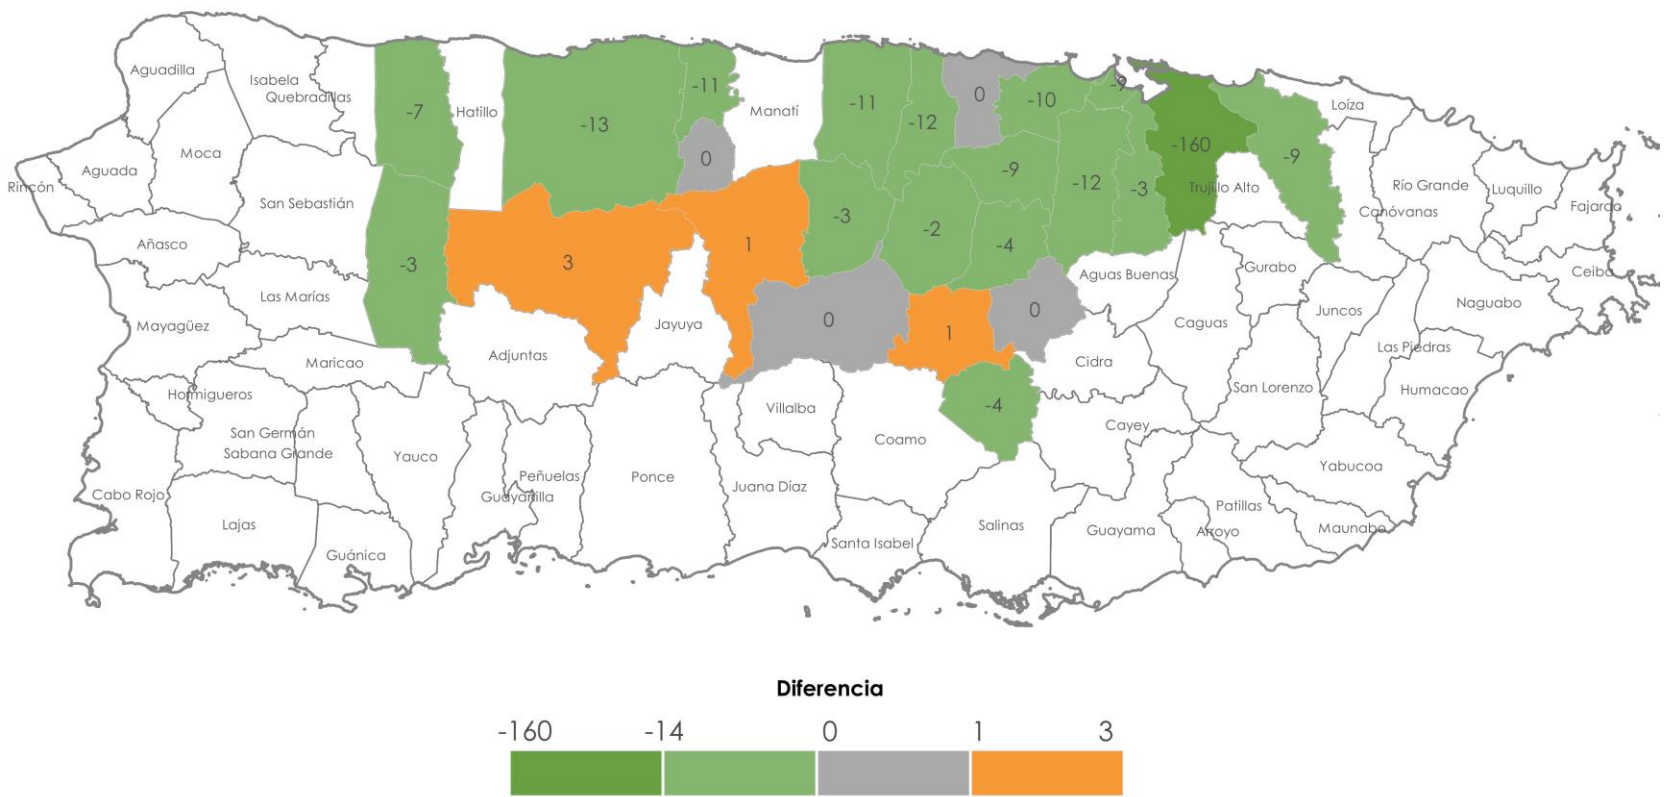 Aguadilla
Isabela
Quebradillas
-7
Hatillo
-13
-11
Manatí
-11
-12
0
-10
-9
Loíza
Moca
Aguada
Rincón
San Sebastián
0
-9
-12
-3
-160
Trujillo Alto
-9
Río Grande
Canóvanas
Luquillo
Fajardo
Añasco
-3
3
1
-3
-2
-4
Aguas Buenas
Gurabo
Ceiba
Las Marías
Mayagüez
Maricao
Adjuntas
Jayuya
0
1
0
Cidra
Caguas
Juncos
Naguabo
Las Piedras
Humacao
San Lorenzo
Hormigueros
San Germán
Sabana Grande
Yauco
Villalba
Coamo
-4
Cayey
Yabucoa
Cabo Rojo
Lajas
Guánica
Guayanilla
Peñuelas
Ponce
Juana Díaz
Santa Isabel
Salinas
Guayama
Arroyo
Patillas
Maunabo
Diferencia
-160 -14 0 1 3